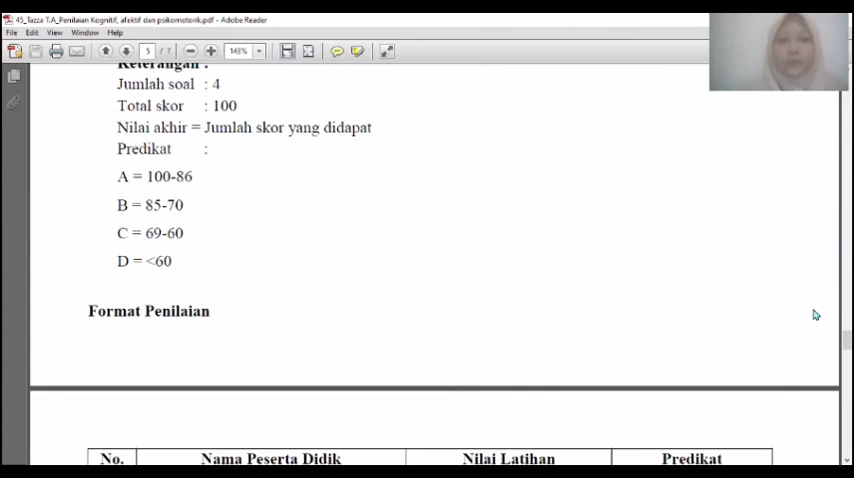 45_Tazza T.A_Penilaian Kognitif, afektif dan psikomotorik.pdf - Adobe Reader
File Edit View Window Help
5 / 7 143%
Keterangan :
Jumlah soal : 4
Total skor : 100
Nilai akhir = Jumlah skor yang didapat
Predikat :
A = 100-86
B = 85-70
C = 69-60
D = <60
Format Penilaian
No. Nama Peserta Didik Nilai Latihan Predikat